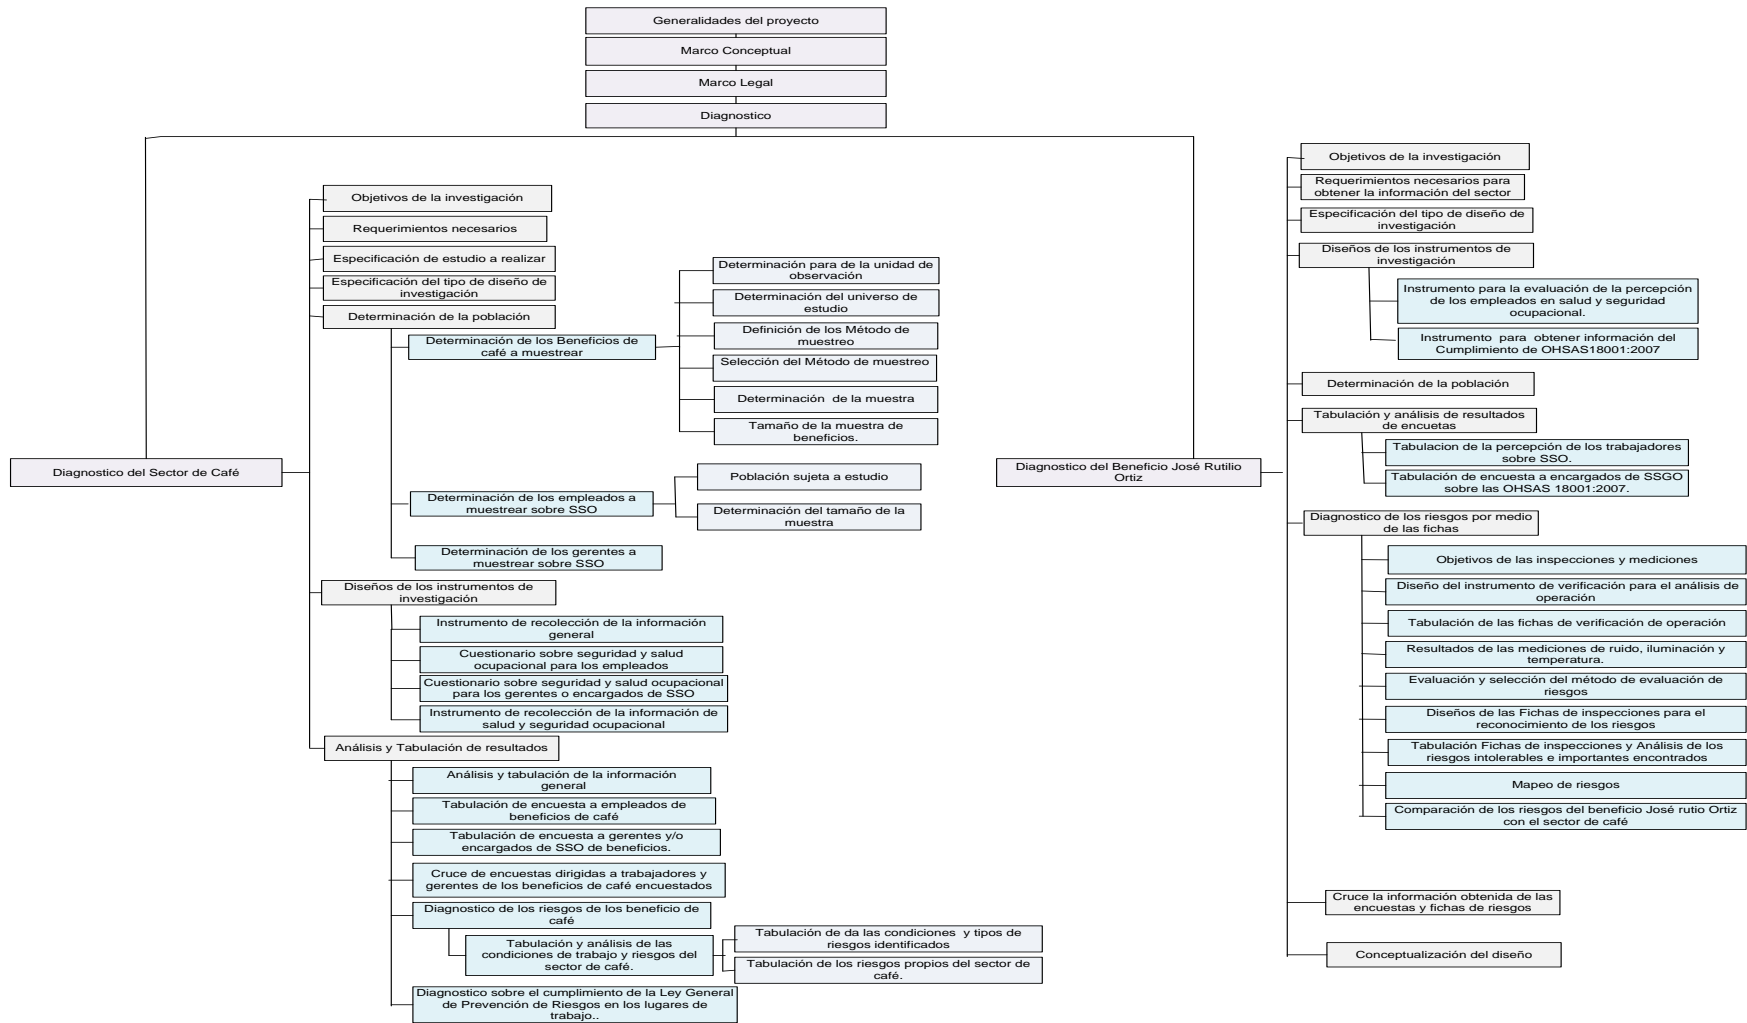 Generalidades del proyecto
Marco Conceptual
Marco Legal
Diagnostico
Diagnostico del Sector de Café
Objetivos de la investigación
Requerimientos necesarios
Especificación de estudio a realizar
Especificación del tipo de diseño de
investigación
Determinación de la población
Determinación de los Beneficios de
café a muestrear
Determinación para de la unidad de
observación
Determinación del universo de
estudio
Definición de los Método de
muestreo
Selección del Método de muestreo
Determinación  de la muestra
Tamaño de la muestra de
beneficios.
Determinación de los empleados a
muestrear sobre SSO
Población sujeta a estudio
Determinación del tamaño de la
muestra
Determinación de los gerentes a
muestrear sobre SSO
Diseños de los instrumentos de
investigación
Instrumento de recolección de la información
general
Cuestionario sobre seguridad y salud
ocupacional para los empleados
Cuestionario sobre seguridad y salud ocupacional
para los gerentes o encargados de SSO
Instrumento de recolección de la información de
salud y seguridad ocupacional
Análisis y Tabulación de resultados
Análisis y tabulación de la información
general
Tabulación de encuesta a empleados de
beneficios de café
Tabulación de encuesta a gerentes y/o
encargados de SSO de beneficios.
Cruce de encuestas dirigidas a trabajadores y
gerentes de los beneficios de café encuestados
Diagnostico de los riesgos de los beneficio de
café
Tabulación y análisis de las
condiciones de trabajo y riesgos del
sector de café.
Tabulación de da las condiciones  y tipos de
riesgos identificados
Tabulación de los riesgos propios del sector de
café.
Diagnostico sobre el cumplimiento de la Ley General
de Prevención de Riesgos en los lugares de
trabajo..
Diagnostico del Beneficio José Rutilio
Ortiz
Objetivos de la investigación
Requerimientos necesarios para
obtener la información del sector
Especificación del tipo de diseño de
investigación
Diseños de los instrumentos de
investigación
Instrumento para la evaluación de la percepción
de los empleados en salud y seguridad
ocupacional.
Instrumento  para  obtener información del
Cumplimiento de OHSAS18001:2007
Determinación de la población
Tabulación y análisis de resultados
de encuetas
Tabulacion de la percepción de los trabajadores
sobre SSO.
Tabulación de encuesta a encargados de SSGO
sobre las OHSAS 18001:2007.
Diagnostico de los riesgos por medio
de las fichas
Objetivos de las inspecciones y mediciones
Diseño del instrumento de verificación para el análisis de
operación
Tabulación de las fichas de verificación de operación
Resultados de las mediciones de ruido, iluminación y
temperatura.
Evaluación y selección del método de evaluación de
riesgos
Diseños de las Fichas de inspecciones para el
reconocimiento de los riesgos
Tabulación Fichas de inspecciones y Análisis de los
riesgos intolerables e importantes encontrados
Mapeo de riesgos
Comparación de los riesgos del beneficio José rutio Ortiz
con el sector de café
Cruce la información obtenida de las
encuestas y fichas de riesgos
Conceptualización del diseño